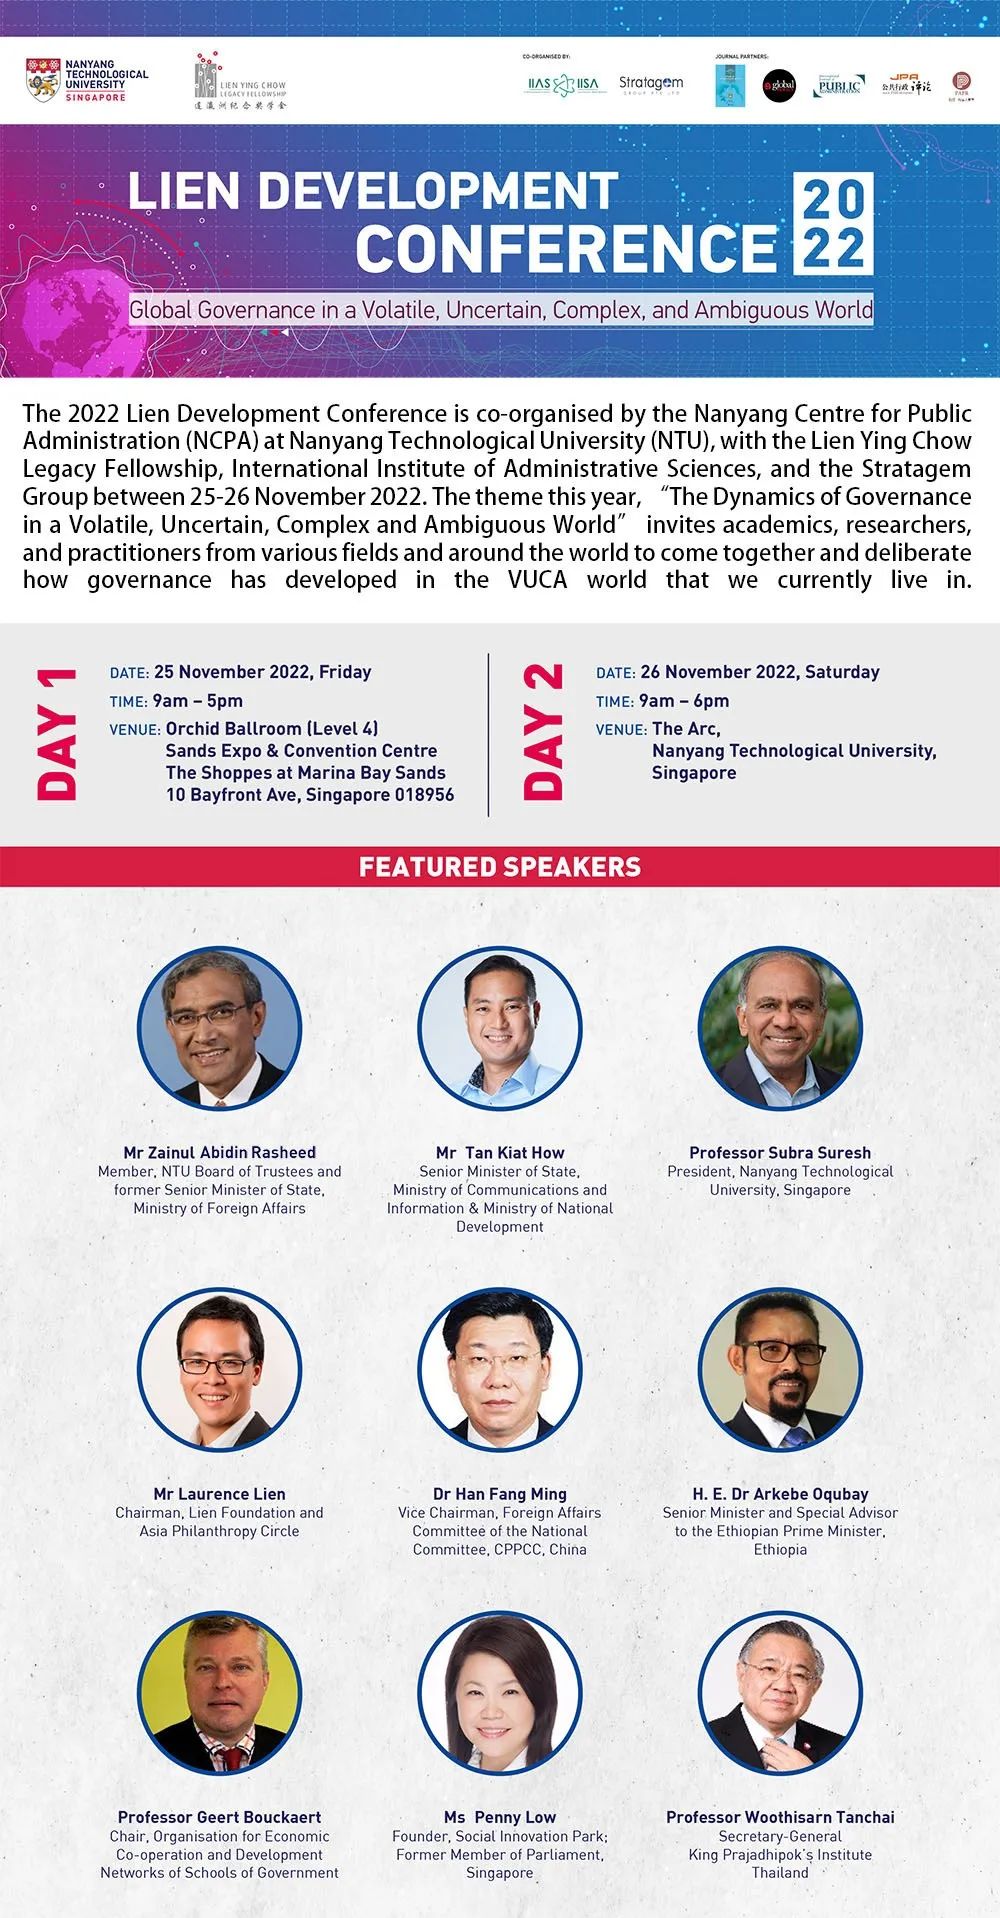 NANYANG
TECHNOLOGICAL
UNIVERSITY
SINGAPORE
LIEN YING CHOW
LEGACY FELLOWSHIP
连瀛洲纪念奖学金
CO-ORGANISED BY:
IIAS IISA
Stratagem
GROUP PTE LTD
JOURNAL PARTNERS:
global
PUBLIC
ADMINISTRATION
JPA
公共行政 评论
PAPR
LIEN DEVELOPMENT
CONFERENCE
20
22
Global Governance in a Volatile, Uncertain, Complex, and Ambiguous World
The 2022 Lien Development Conference is co-organised by the Nanyang Centre for Public
Administration (NCPA) at Nanyang Technological University (NTU), with the Lien Ying Chow
Legacy Fellowship, International Institute of Administrative Sciences, and the Stratagem
Group between 25-26 November 2022. The theme this year, “The Dynamics of Governance
in a Volatile, Uncertain, Complex and Ambiguous World” invites academics, researchers,
and practitioners from various fields and around the world to come together and deliberate
how governance has developed in the VUCA world that we currently live in.
DAY 1
DATE: 25 November 2022, Friday
TIME: 9am – 5pm
VENUE: Orchid Ballroom (Level 4)
Sands Expo & Convention Centre
The Shoppes at Marina Bay Sands
10 Bayfront Ave, Singapore 018956
DAY 2
DATE: 26 November 2022, Saturday
TIME: 9am – 6pm
VENUE: The Arc,
Nanyang Technological University,
Singapore
FEATURED SPEAKERS
Mr Zainul Abidin Rasheed
Member, NTU Board of Trustees and
former Senior Minister of State,
Ministry of Foreign Affairs
Mr Tan Kiat How
Senior Minister of State,
Ministry of Communications and
Information & Ministry of National
Development
Professor Subra Suresh
President, Nanyang Technological
University, Singapore
Mr Laurence Lien
Chairman, Lien Foundation and
Asia Philanthropy Circle
Dr Han Fang Ming
Vice Chairman, Foreign Affairs
Committee of the National
Committee, CPPCC, China
H. E. Dr Arkebe Oqubay
Senior Minister and Special Advisor
to the Ethiopian Prime Minister,
Ethiopia
Professor Geert Bouckaert
Chair, Organisation for Economic
Co-operation and Development
Networks of Schools of Government
Ms Penny Low
Founder, Social Innovation Park;
Former Member of Parliament,
Singapore
Professor Woothisarn Tanchai
Secretary-General
King Prajadhipok's Institute
Thailand